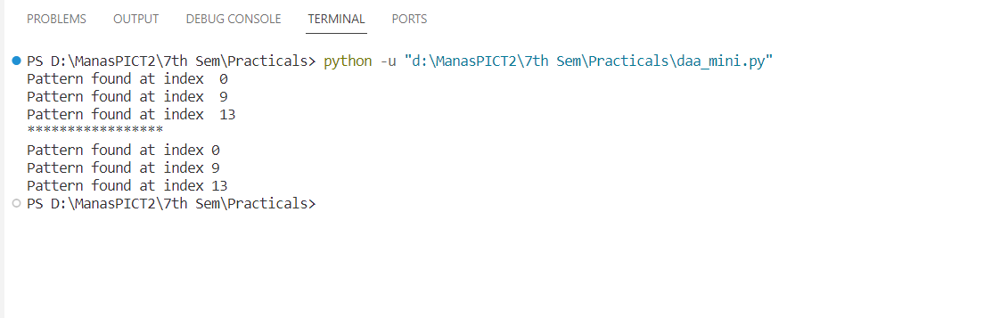 PROBLEMS OUTPUT DEBUG CONSOLE TERMINAL PORTS
PS D:\ManasPICT2\7th Sem\Practicals> python -u "d:\ManasPICT2\7th Sem\Practicals\daa_mini.py"
Pattern found at index  0
Pattern found at index  9
Pattern found at index  13
*****************
Pattern found at index 0
Pattern found at index 9
Pattern found at index 13
PS D:\ManasPICT2\7th Sem\Practicals>